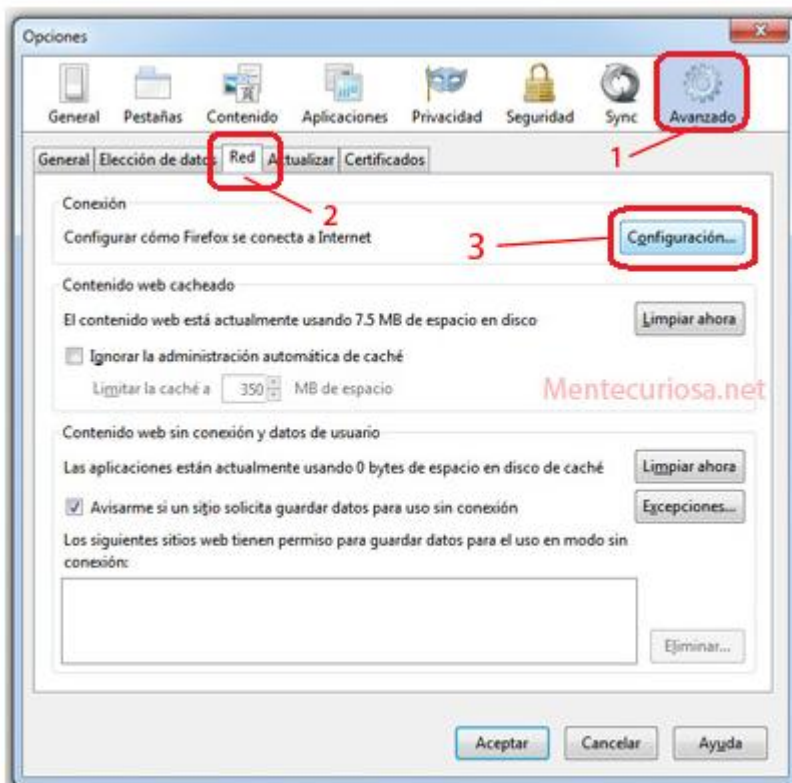 Opciones
General Pestañas Contenido Aplicaciones Privacidad Seguridad Sync Avanzado
1
General Elección de datos Red Actualizar Certificados
2
Conexión
Configurar cómo Firefox se conecta a Internet
3
Configuración...
Contenido web cacheado
El contenido web está actualmente usando 7.5 MB de espacio en disco
Limpiar ahora
Ignorar la administración automática de caché
Limitar la caché a 350 MB de espacio
Mentecuriosa.net
Contenido web sin conexión y datos de usuario
Las aplicaciones están actualmente usando 0 bytes de espacio en disco de caché
Limpiar ahora
Avisarme si un sitio solicita guardar datos para uso sin conexión
Excepciones...
Los siguientes sitios web tienen permiso para guardar datos para el uso en modo sin
conexión:
Eliminar...
Aceptar Cancelar Ayuda